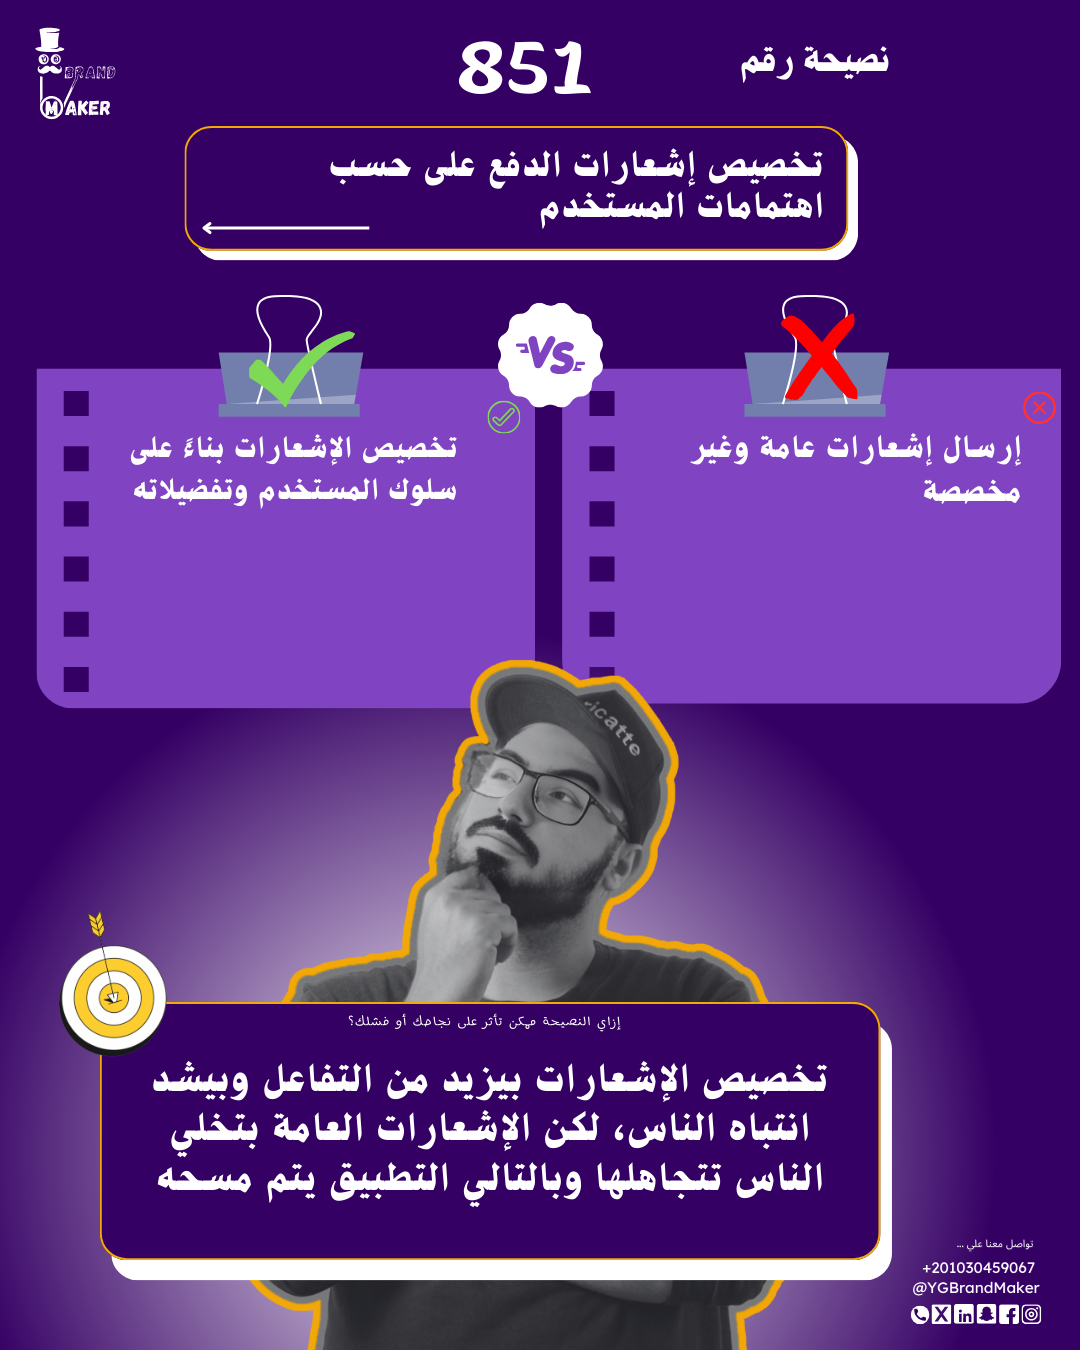 BRAND
MAKER
نصيحة رقم
851
تخصيص إشعارات الدفع على حسب
اهتمامات المستخدم
VS
إرسال إشعارات عامة وغير
مخصصة
تخصيص الإشعارات بناءً على
سلوك المستخدم وتفضيلاته
icatte
إزاي النصيحة ممكن تأثر على نجاحك أو فشلك؟
تخصيص الإشعارات بيزيد من التفاعل وبيشد
انتباه الناس، لكن الإشعارات العامة بتخلي
الناس تتجاهلها وبالتالي التطبيق يتم مسحه
تواصل معنا علي ...
+201030459067
@YGBrandMaker